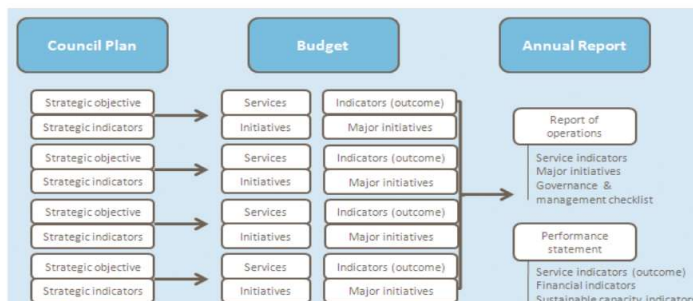 Council Plan
Budget
Annual Report
Strategic objective
Strategic indicators
Services
Initiatives
Indicators (outcome)
Major initiatives
Strategic objective
Strategic indicators
Services
Initiatives
Indicators (outcome)
Major initiatives
Strategic objective
Strategic indicators
Services
Initiatives
Indicators (outcome)
Major initiatives
Strategic objective
Strategic indicators
Services
Initiatives
Indicators (outcome)
Major initiatives
Report of
operations
Service indicators
Major initiatives
Governance &
management checklist
Performance
statement
Service indicators (outcome)
Financial indicators
Sustainable capacity indicators